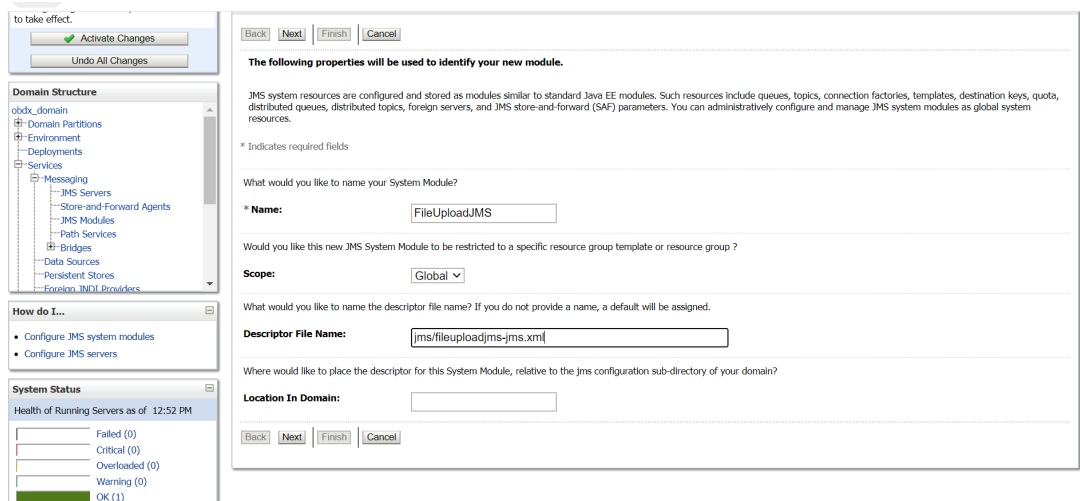 to take effect.
Activate Changes
Undo All Changes
Domain Structure
obdx_domain
Domain Partitions
Environment
Deployments
Services
Messaging
JMS Servers
Store-and-Forward Agents
JMS Modules
Path Services
Bridges
Data Sources
Persistent Stores
Foreign JNDI Providers
How do I...
Configure JMS system modules
Configure JMS servers
System Status
Health of Running Servers as of 12:52 PM
Failed (0)
Critical (0)
Overloaded (0)
Warning (0)
OK (1)
Back Next Finish Cancel
The following properties will be used to identify your new module.
JMS system resources are configured and stored as modules similar to standard Java EE modules. Such resources include queues, topics, connection factories, templates, destination keys, quota,
distributed queues, distributed topics, foreign servers, and JMS store-and-forward (SAF) parameters. You can administratively configure and manage JMS system modules as global system
resources.
* Indicates required fields
What would you like to name your System Module?
* Name: FileUploadJMS
Would you like this new JMS System Module to be restricted to a specific resource group template or resource group ?
Scope: Global
What would you like to name the descriptor file name? If you do not provide a name, a default will be assigned.
Descriptor File Name: jms/fileuploadjms-jms.xml
Where would like to place the descriptor for this System Module, relative to the jms configuration sub-directory of your domain?
Location In Domain:
Back Next Finish Cancel